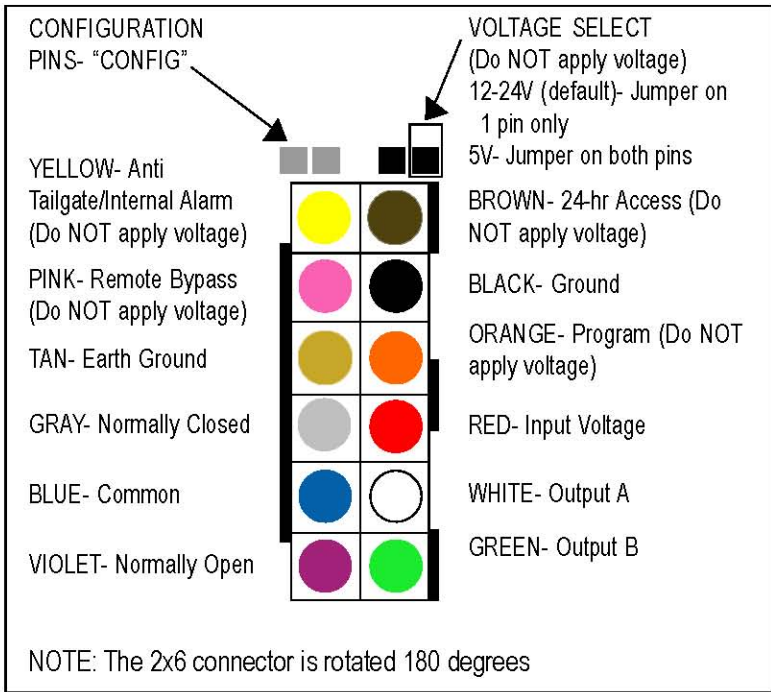 CONFIGURATION
PINS- “CONFIG”
VOLTAGE SELECT
(Do NOT apply voltage)
12-24V (default)- Jumper on
1 pin only
5V- Jumper on both pins
YELLOW- Anti
Tailgate/Internal Alarm
(Do NOT apply voltage)
BROWN- 24-hr Access (Do
NOT apply voltage)
PINK- Remote Bypass
(Do NOT apply voltage)
BLACK- Ground
TAN- Earth Ground
ORANGE- Program (Do NOT
apply voltage)
GRAY- Normally Closed
RED- Input Voltage
BLUE- Common
WHITE- Output A
VIOLET- Normally Open
GREEN- Output B
NOTE: The 2x6 connector is rotated 180 degrees